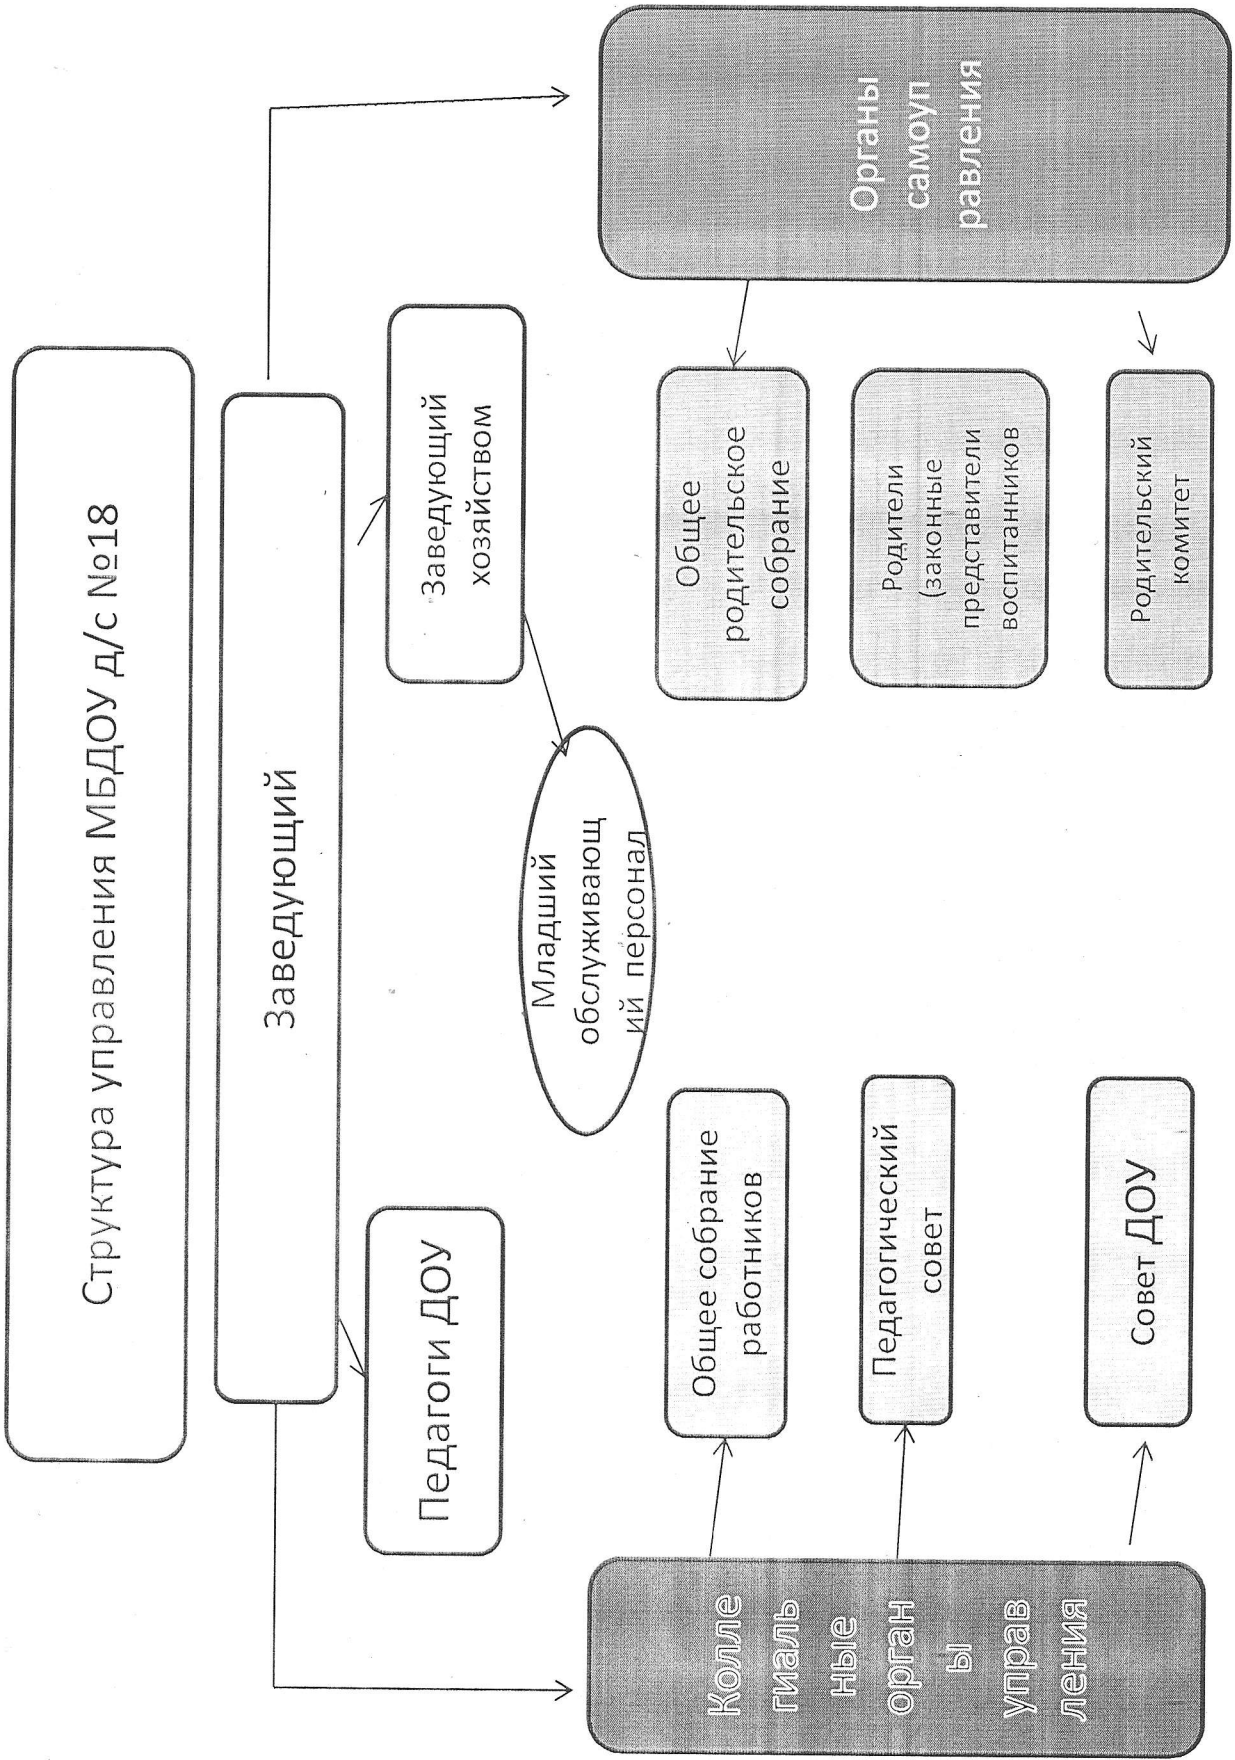 Структура управления МБДОУ д/с №18
Заведующий
Педагоги ДОУ
Заведующий
хозяйством
Младший
обслуживающ
ий персонал
Колле
гиаль
ные
орган
ы
управ
ления
Общее собрание
работников
Педагогический
совет
Совет ДОУ
Общее
родительское
собрание
Родители
(законные
представители
воспитанников
Родительский
комитет
Органы
самоуп
равления